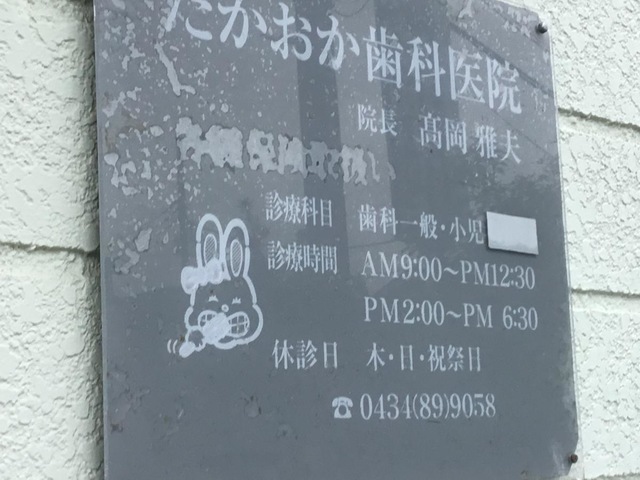 たかおか歯科医院
院長 髙岡 雅夫
診療科目 歯科一般・小児
診療時間 AM9:00～PM12:30
PM2:00～PM 6:30
休診日 木・日・祝祭日
☎ 0434(89)9058